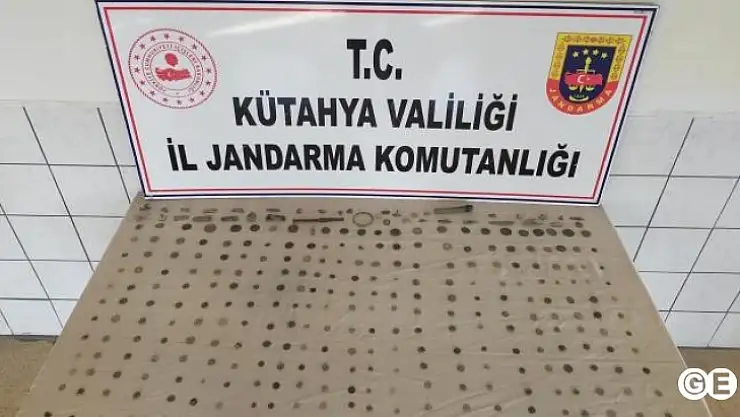 T.C.
KÜTAHYA VALİLİĞİ
İL JANDARMA KOMUTANLIĞI
JANDARMA
GE